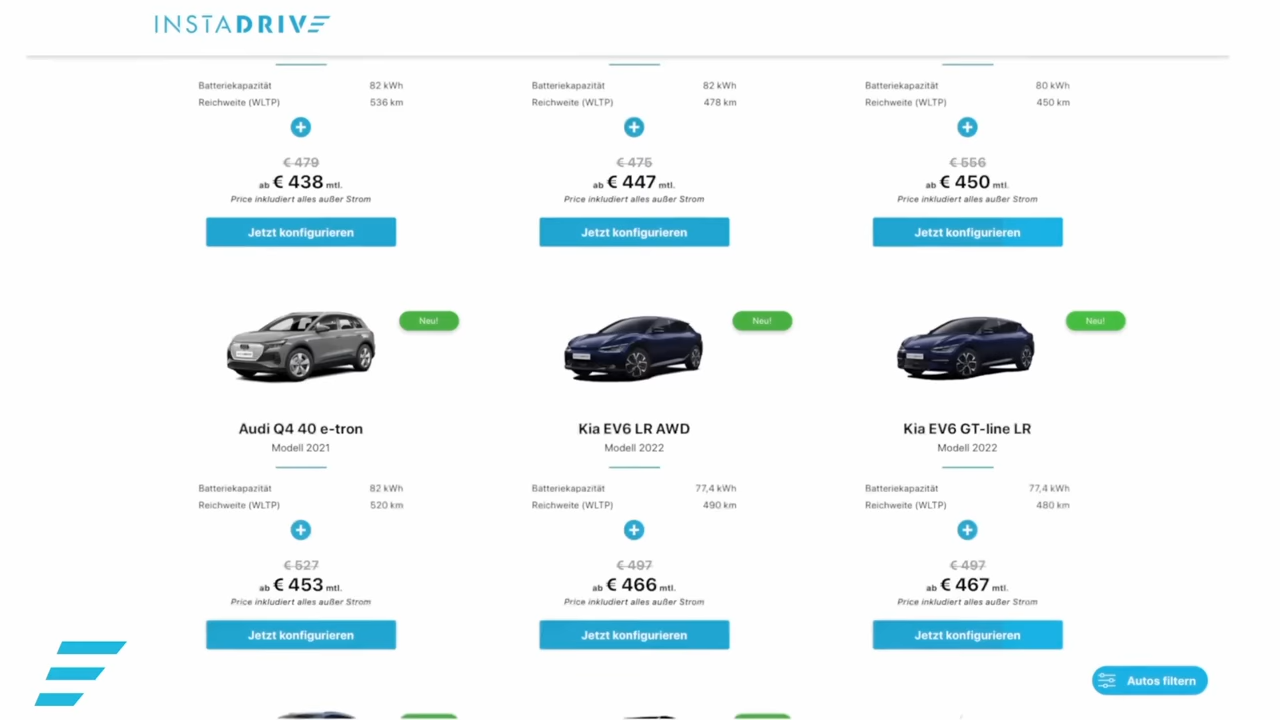 INSTADRIVE
Batteriekapazität 82 kWh
Reichweite (WLTP) 536 km
€ 479
ab € 438 mtl.
Price inkludiert alles außer Strom
Jetzt konfigurieren
Batteriekapazität 82 kWh
Reichweite (WLTP) 478 km
€ 475
ab € 447 mtl.
Price inkludiert alles außer Strom
Jetzt konfigurieren
Batteriekapazität 80 kWh
Reichweite (WLTP) 450 km
€ 556
ab € 450 mtl.
Price inkludiert alles außer Strom
Jetzt konfigurieren
Neu!
Audi Q4 40 e-tron
Modell 2021
Batteriekapazität 82 kWh
Reichweite (WLTP) 520 km
€ 527
ab € 453 mtl.
Price inkludiert alles außer Strom
Jetzt konfigurieren
Neu!
Kia EV6 LR AWD
Modell 2022
Batteriekapazität 77,4 kWh
Reichweite (WLTP) 490 km
€ 497
ab € 466 mtl.
Price inkludiert alles außer Strom
Jetzt konfigurieren
Neu!
Kia EV6 GT-line LR
Modell 2022
Batteriekapazität 77,4 kWh
Reichweite (WLTP) 480 km
€ 497
ab € 467 mtl.
Price inkludiert alles außer Strom
Jetzt konfigurieren
Autos filtern